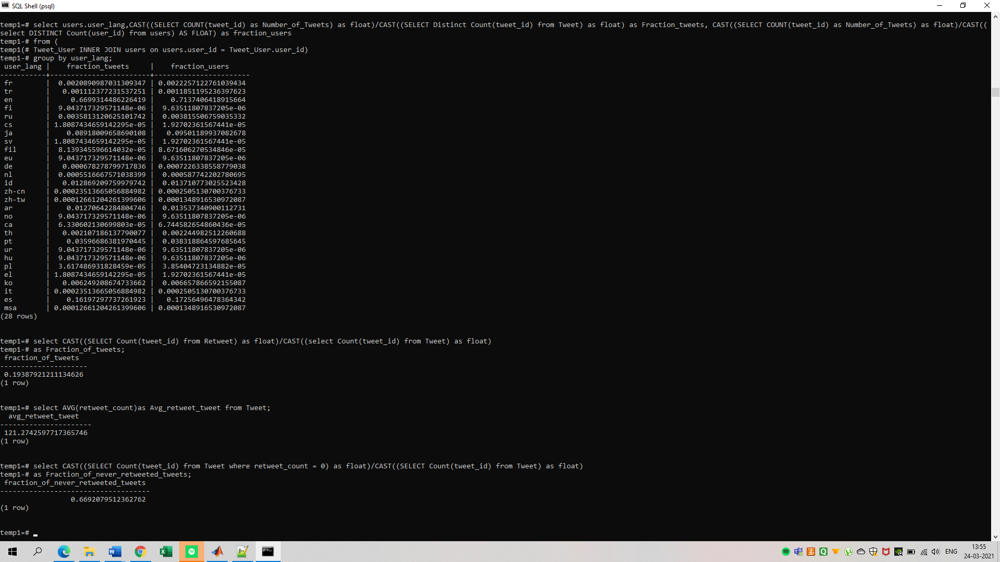 SQL Shell (psql)
temp1=# select users.user_lang,CAST((SELECT COUNT(tweet_id) as Number_of_Tweets) as float)/CAST((SELECT Distinct Count(tweet_id) from Tweet) as float) as Fraction_tweets, CAST((SELECT COUNT(tweet_id) as Number_of_Tweets) as float)/CAST((
select DISTINCT Count(user_id) from users) AS FLOAT) as fraction_users
temp1-# from (
temp1(# Tweet_User INNER JOIN users on users.user_id = Tweet_User.user_id)
temp1-# group by user_lang;
user_lang | fraction_tweets | fraction_users
-----------+------------------------+-----------------------
fr | 0.0020890987031309347 | 0.0022257122761039434
tr | 0.001112377231537251 | 0.0011851195236397623
en | 0.6699314486226419 | 0.7137406418915664
fi | 9.043717329571148e-06 | 9.63511807837205e-06
ru | 0.0035813120625101742 | 0.003815506759035332
cs | 1.8087434659142295e-05 | 1.92702361567441e-05
ja | 0.08918009658690108 | 0.09501189937082678
sv | 1.8087434659142295e-05 | 1.92702361567441e-05
fil | 8.139345596614032e-05 | 8.671606270534846e-05
eu | 9.043717329571148e-06 | 9.63511807837205e-06
de | 0.000678278799717836 | 0.0007226338558779038
nl | 0.0005516667571038399 | 0.000587742202780695
id | 0.012869209759979742 | 0.013710773025523428
zh-cn | 0.00023513665056884982 | 0.0002505130700376733
zh-tw | 0.00012661204261399606 | 0.0001348916530972087
ar | 0.01270642284804746 | 0.013537340900112731
no | 9.043717329571148e-06 | 9.63511807837205e-06
ca | 6.330602130699803e-05 | 6.744582654860436e-05
th | 0.002107186137790077 | 0.002244982512260688
pt | 0.03596686381970445 | 0.038318864597685645
ur | 9.043717329571148e-06 | 9.63511807837205e-06
hu | 9.043717329571148e-06 | 9.63511807837205e-06
pl | 3.617486931828459e-05 | 3.85404723134882e-05
el | 1.8087434659142295e-05 | 1.92702361567441e-05
ko | 0.006249208674733662 | 0.006657866592155087
it | 0.00023513665056884982 | 0.0002505130700376733
es | 0.16197297737261923 | 0.17256496478364342
msa | 0.00012661204261399606 | 0.0001348916530972087
(28 rows)
temp1=# select CAST((SELECT Count(tweet_id) from Retweet) as float)/CAST((select Count(tweet_id) from Tweet) as float)
temp1-# as Fraction_of_tweets;
fraction_of_tweets
---------------------
0.19387921211134626
(1 row)
temp1=# select AVG(retweet_count)as Avg_retweet_tweet from Tweet;
avg_retweet_tweet
----------------------
121.2742597717365746
(1 row)
temp1=# select CAST((SELECT Count(tweet_id) from Tweet where retweet_count = 0) as float)/CAST((SELECT Count(tweet_id) from Tweet) as float)
temp1-# as Fraction_of_never_retweeted_tweets;
fraction_of_never_retweeted_tweets
------------------------------------
0.6692079512362762
(1 row)
temp1=#
ENG
13:55
24-03-2021